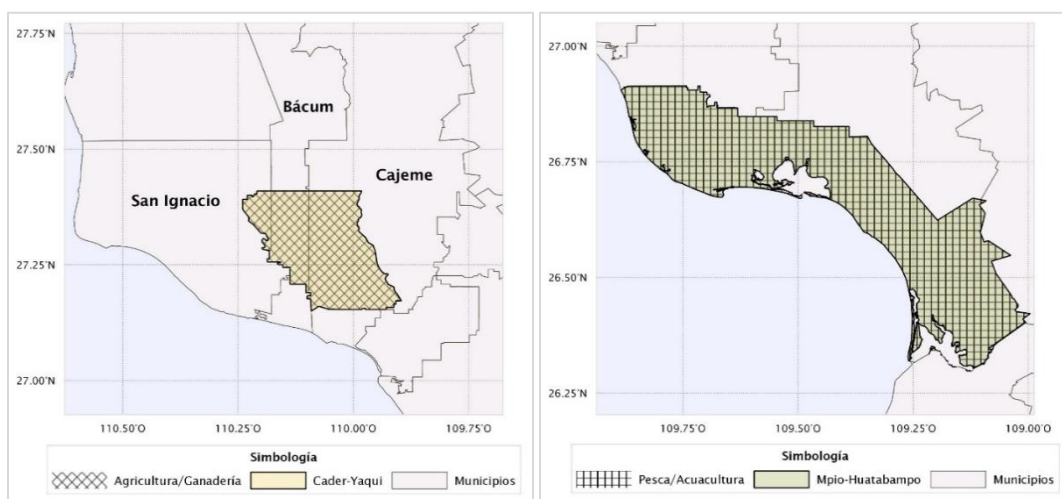 27.75°N
27.50°N
27.25°N
27.00°N
Bácum
Cajeme
San Ignacio
110.50°O 110.25°O 110.00°O 109.75°O
Simbología
Agricultura/Ganadería Cader-Yaqui Municipios
27.00°N
26.75°N
26.50°N
26.25°N
109.75°O 109.50°O 109.25°O 109.00°O
Simbología
Pesca/Acuacultura Mpio-Huatabampo Municipios